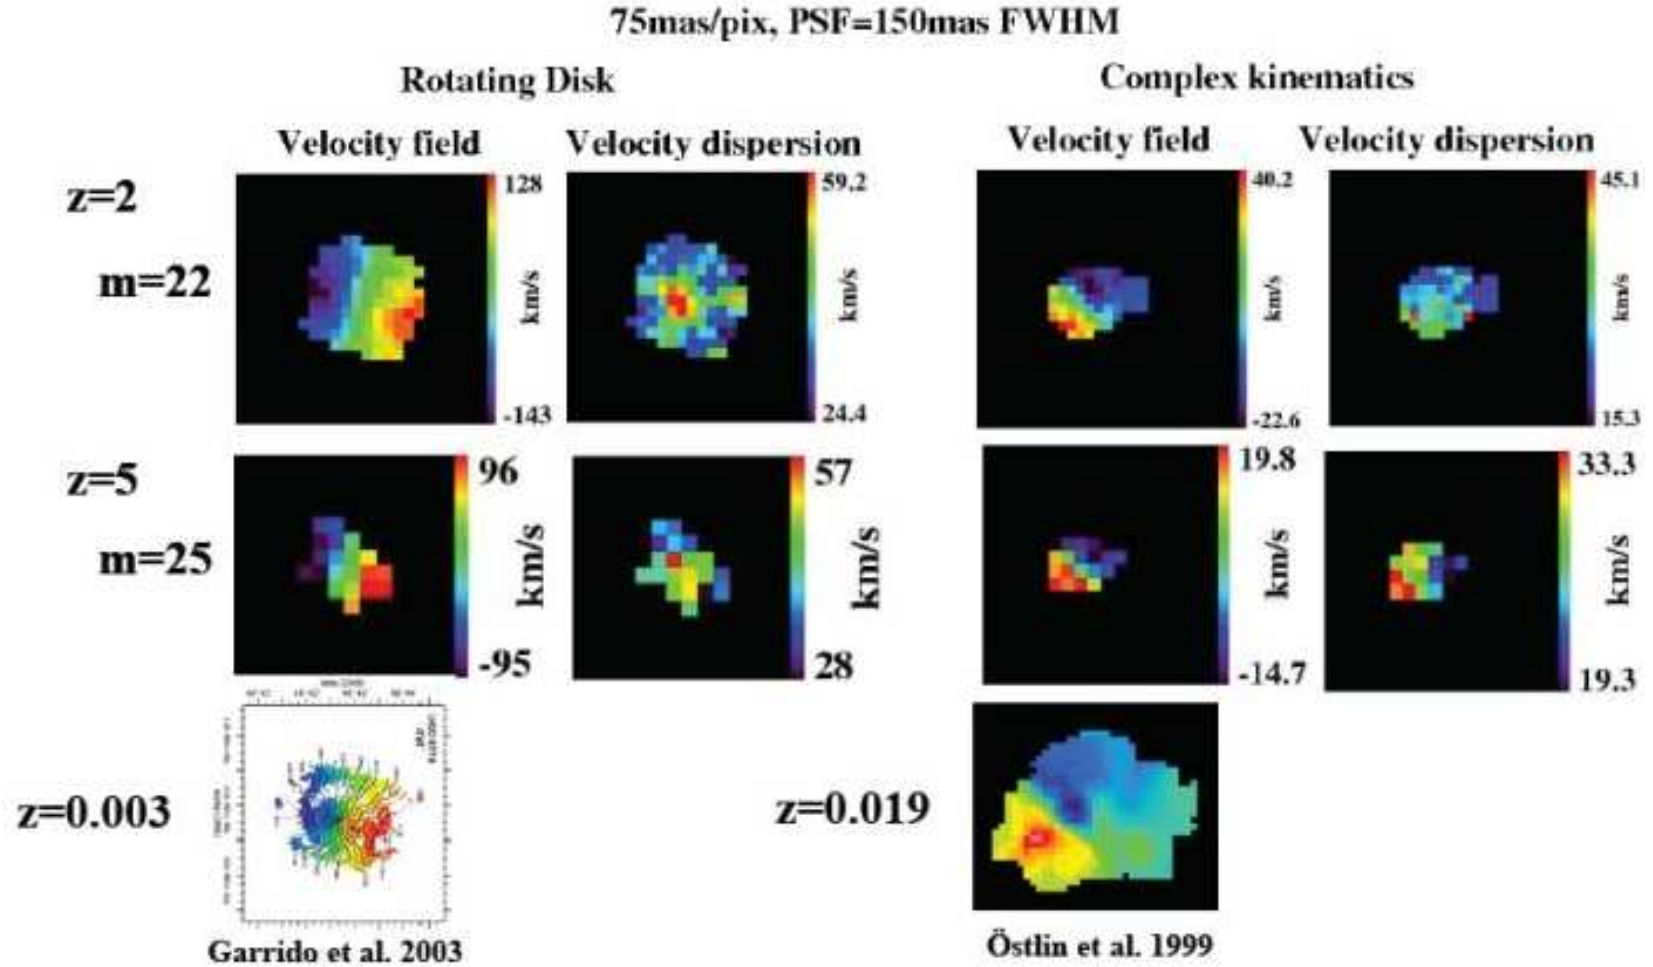 75mas/pix, PSF=150mas FWHM
Rotating Disk
Complex kinematics
Velocity field
Velocity dispersion
Velocity field
Velocity dispersion
z=2
m=22
128
km/s
-143
59.2
km/s
24.4
40.2
km/s
-22.6
45.1
km/s
15.3
z=5
m=25
96
km/s
-95
57
km/s
28
19.8
km/s
-14.7
33.3
km/s
19.3
z=0.003
z=0.019
Garrido et al. 2003
Östlin et al. 1999